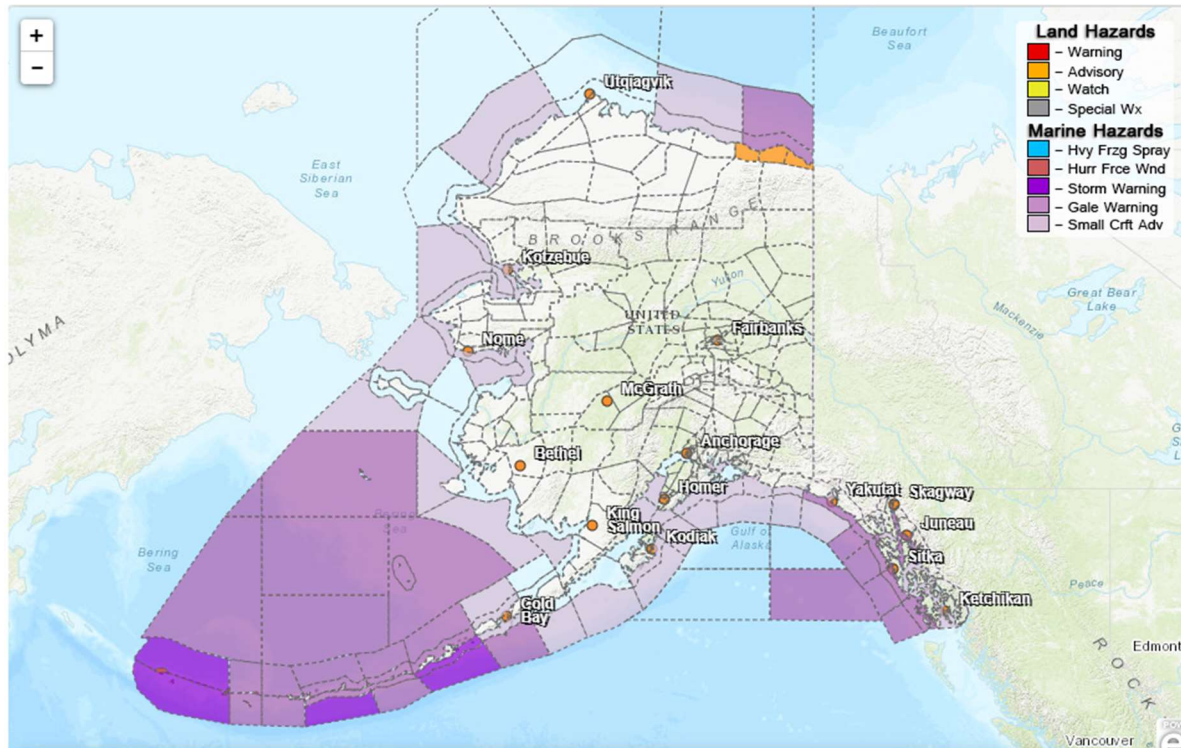 +
−
Beaufort
Sea
Land Hazards
– Warning
– Advisory
– Watch
– Special Wx
Marine Hazards
– Hvy Frzg Spray
– Hurr Frce Wnd
– Storm Warning
– Gale Warning
– Small Crft Adv
Utqiagvik
East
Siberian
Sea
BROOKS RANGE
Kotzebue
Yukon
Great Bear
Lake
Mackenzie
UNITED
STATES
Fairbanks
OLYMA
Nome
McGrath
Anchorage
Bethel
Homer
Yakutat
Skagway
King
Salmon
Kodiak
Juneau
Gulf of
Alaska
Sitka
Bering
Sea
Bering
Sea
Peace
Cold
Bay
Ketchikan
Edmont
ROCK
Vancouver